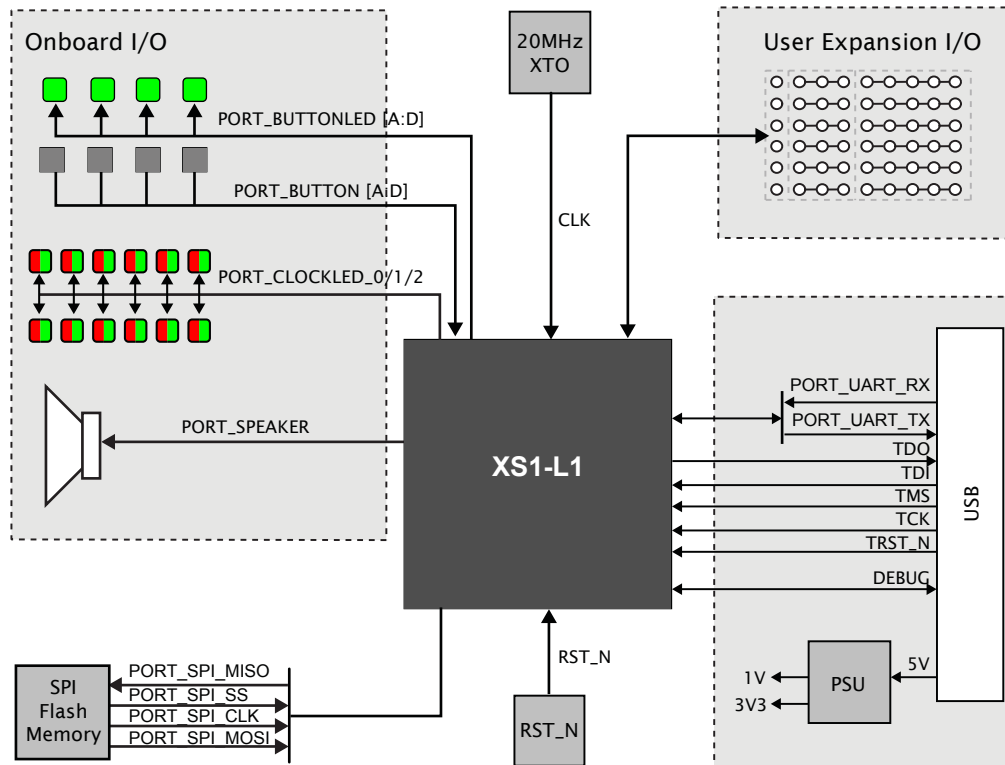 Onboard I/O
20MHz
XTO
User Expansion I/O
PORT_BUTTONLED [A:D]
PORT_BUTTON [A:D]
CLK
PORT_CLOCKLED_0/1/2
PORT_SPEAKER
XS1-L1
PORT_UART_RX
PORT_UART_TX
TDO
TDI
TMS
TCK
TRST_N
DEBUG
USB
RST_N
PORT_SPI_MISO
PORT_SPI_SS
PORT_SPI_CLK
PORT_SPI_MOSI
SPI
Flash
Memory
RST_N
1V
3V3
PSU
5V